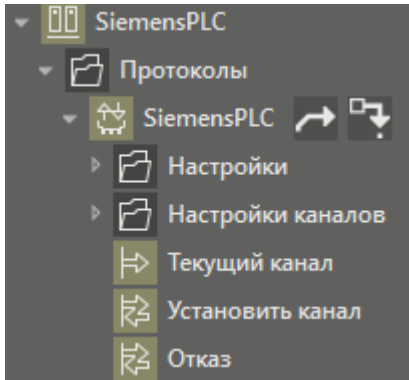 SiemensPLC
Протоколы
SiemensPLC
Настройки
Настройки каналов
Текущий канал
Установить канал
Отказ